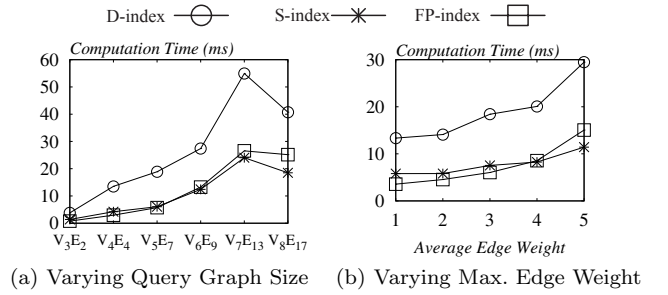 D-index S-index FP-index
Computation Time (ms) Computation Time (ms)
60
50
40
30
20
10
0
V3E2 V4E4 V5E7 V6E9 V7E13 V8E17
30
20
10
0
1 2 3 4 5
Average Edge Weight
(a) Varying Query Graph Size (b) Varying Max. Edge Weight